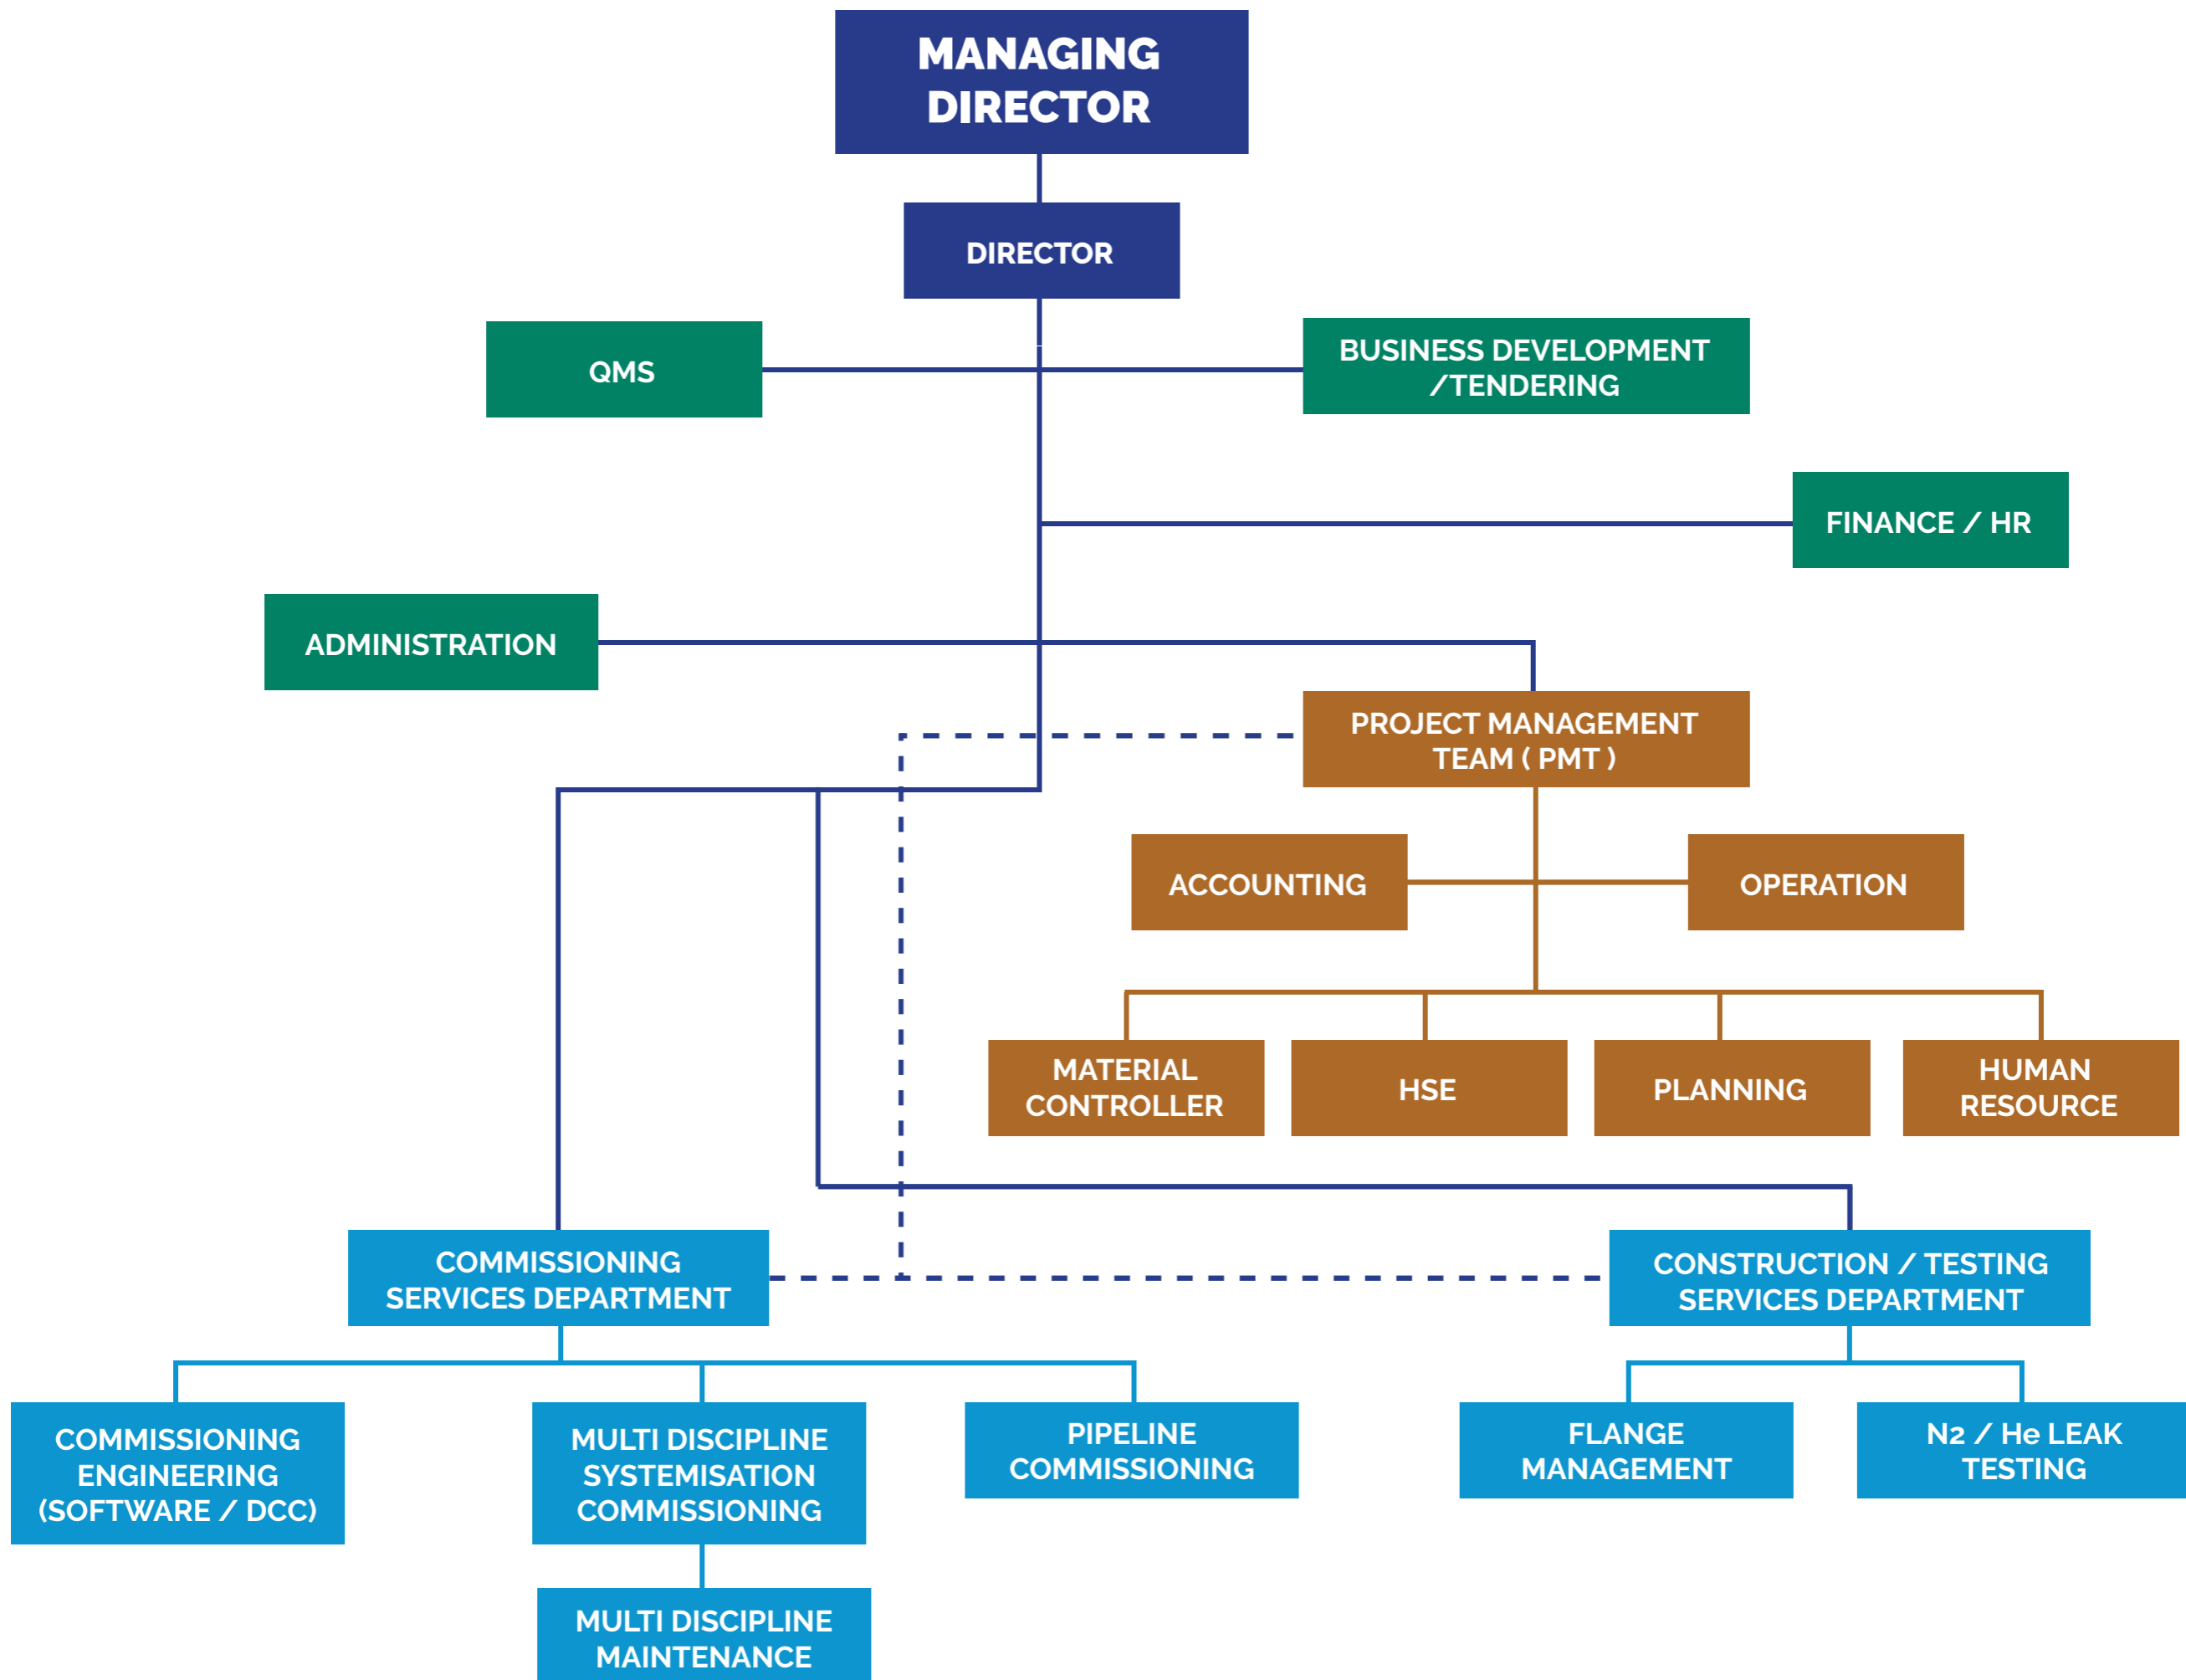 MANAGING
DIRECTOR
DIRECTOR
QMS
BUSINESS DEVELOPMENT
/TENDERING
FINANCE / HR
ADMINISTRATION
PROJECT MANAGEMENT
TEAM ( PMT )
ACCOUNTING
OPERATION
MATERIAL
CONTROLLER
HSE
PLANNING
HUMAN
RESOURCE
COMMISSIONING
SERVICES DEPARTMENT
CONSTRUCTION / TESTING
SERVICES DEPARTMENT
COMMISSIONING
ENGINEERING
(SOFTWARE / DCC)
MULTI DISCIPLINE
SYSTEMISATION
COMMISSIONING
PIPELINE
COMMISSIONING
FLANGE
MANAGEMENT
N2 / He LEAK
TESTING
MULTI DISCIPLINE
MAINTENANCE